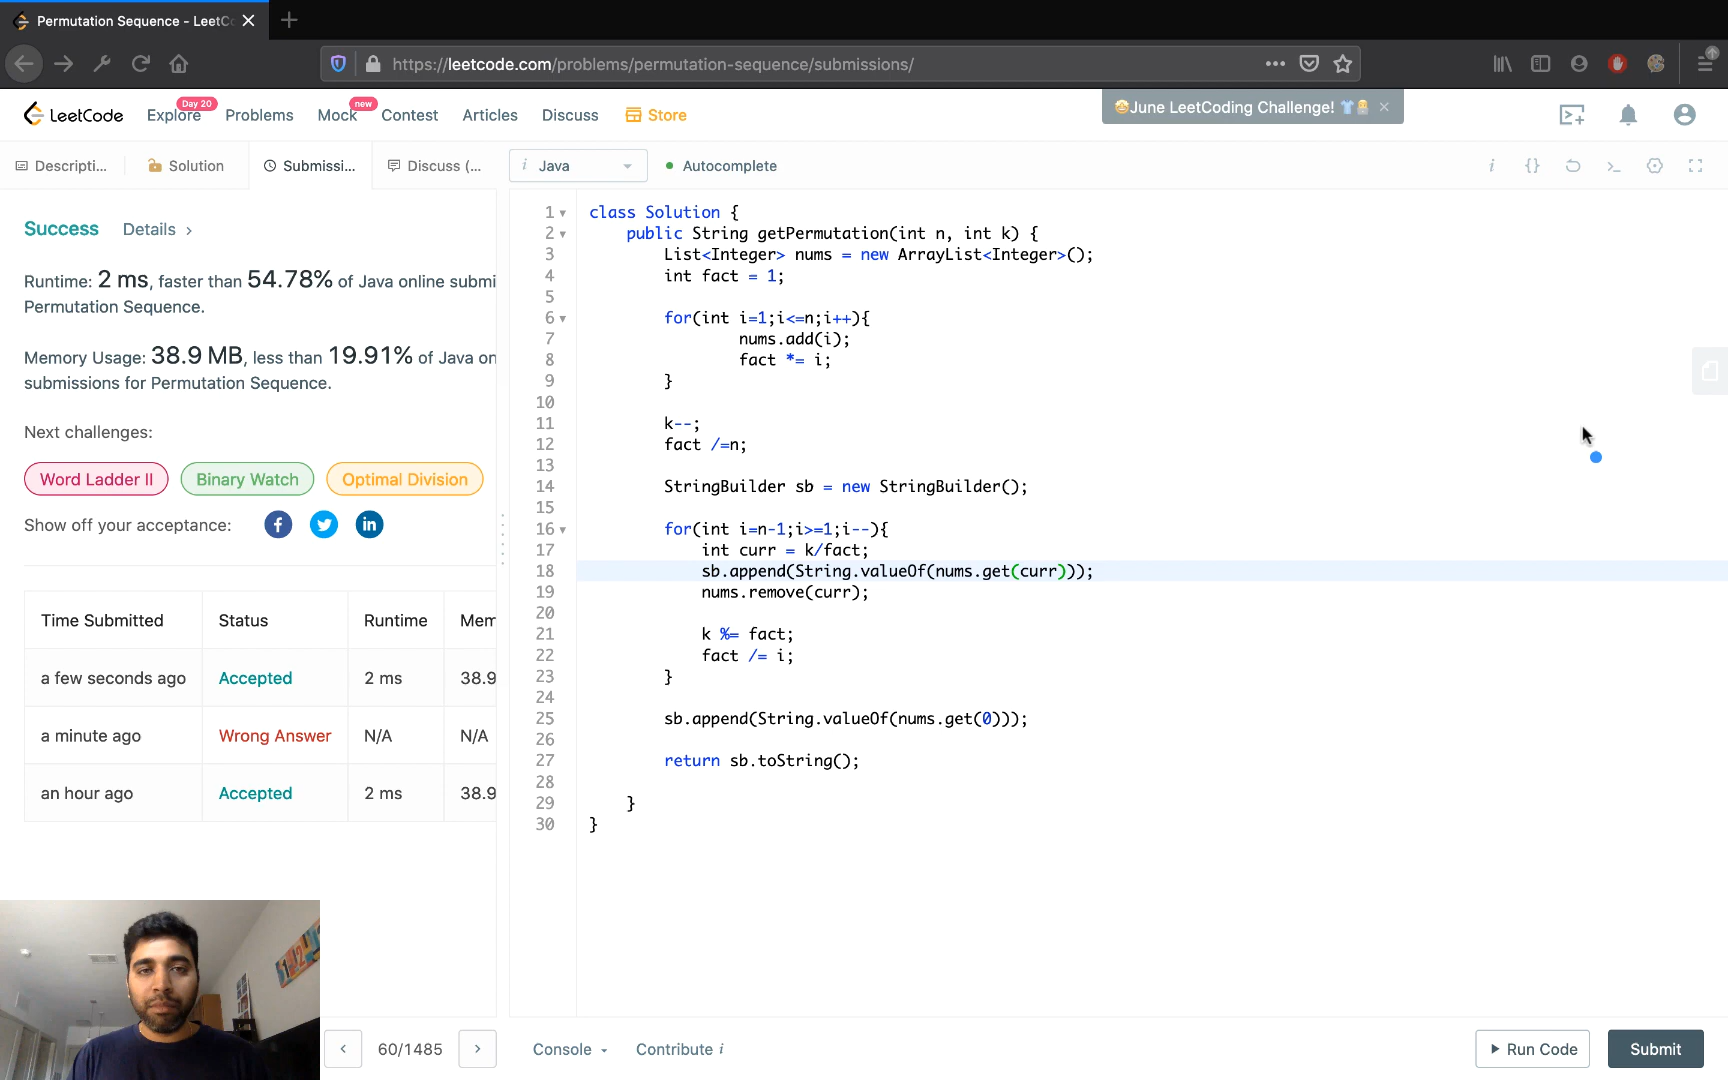 Permutation Sequence - LeetC
https://leetcode.com/problems/permutation-sequence/submissions/
LeetCode
Explore
Day 20
Problems
Mock
new
Contest
Articles
Discuss
Store
June LeetCoding Challenge!
Descripti...
Solution
Submissi...
Discuss (...
i Java
Autocomplete
Success
Details >
Runtime: 2 ms, faster than 54.78% of Java online submi
Permutation Sequence.
Memory Usage: 38.9 MB, less than 19.91% of Java on
submissions for Permutation Sequence.
Next challenges:
Word Ladder II
Binary Watch
Optimal Division
Show off your acceptance:
Time Submitted Status Runtime Mem
a few seconds ago Accepted 2 ms 38.9
a minute ago Wrong Answer N/A N/A
an hour ago Accepted 2 ms 38.9
60/1485
1 class Solution {
2 public String getPermutation(int n, int k) {
3 List<Integer> nums = new ArrayList<Integer>();
4 int fact = 1;
5
6 for(int i=1;i<=n;i++){
7 nums.add(i);
8 fact *= i;
9 }
10
11 k--;
12 fact /=n;
13
14 StringBuilder sb = new StringBuilder();
15
16 for(int i=n-1;i>=1;i--){
17 int curr = k/fact;
18 sb.append(String.valueOf(nums.get(curr)));
19 nums.remove(curr);
20
21 k %= fact;
22 fact /= i;
23 }
24
25 sb.append(String.valueOf(nums.get(0)));
26
27 return sb.toString();
28
29 }
30 }
Console
Contribute i
Run Code
Submit